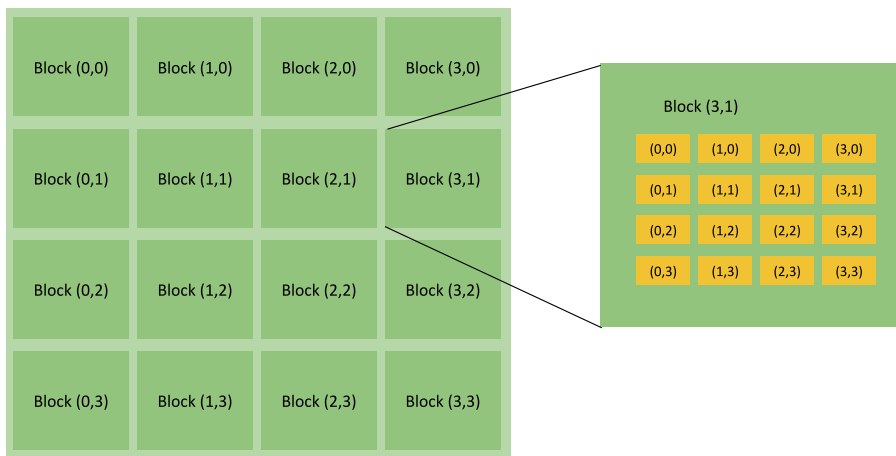 Block (0,0) Block (1,0) Block (2,0) Block (3,0)
Block (0,1) Block (1,1) Block (2,1) Block (3,1)
Block (0,2) Block (1,2) Block (2,2) Block (3,2)
Block (0,3) Block (1,3) Block (2,3) Block (3,3)
Block (3,1)
(0,0) (1,0) (2,0) (3,0)
(0,1) (1,1) (2,1) (3,1)
(0,2) (1,2) (2,2) (3,2)
(0,3) (1,3) (2,3) (3,3)